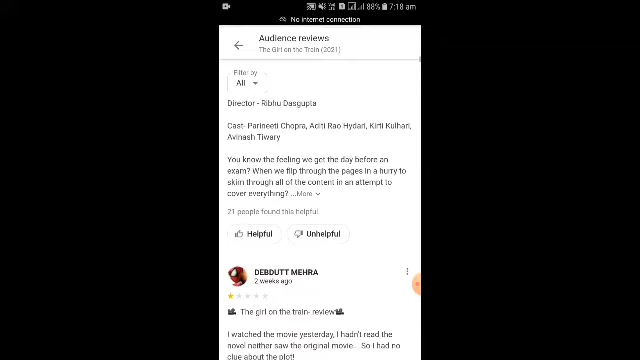 88% 7:18 am
No internet connection
Audience reviews
The Girl on the Train (2021)
Filter by
All
Director - Ribhu Dasgupta
Cast- Parineeti Chopra, Aditi Rao Hydari, Kirti Kulhari,
Avinash Tiwary
You know the feeling we get the day before an
exam? When we flip through the pages in a hurry to
skim through all of the content in an attempt to
cover everything? ...More
21 people found this helpful
Helpful
Unhelpful
DEBDUTT MEHRA
2 weeks ago
The girl on the train- review
I watched the movie yesterday, I hadn't read the
novel neither saw the original movie... So I had no
clue about the plot!